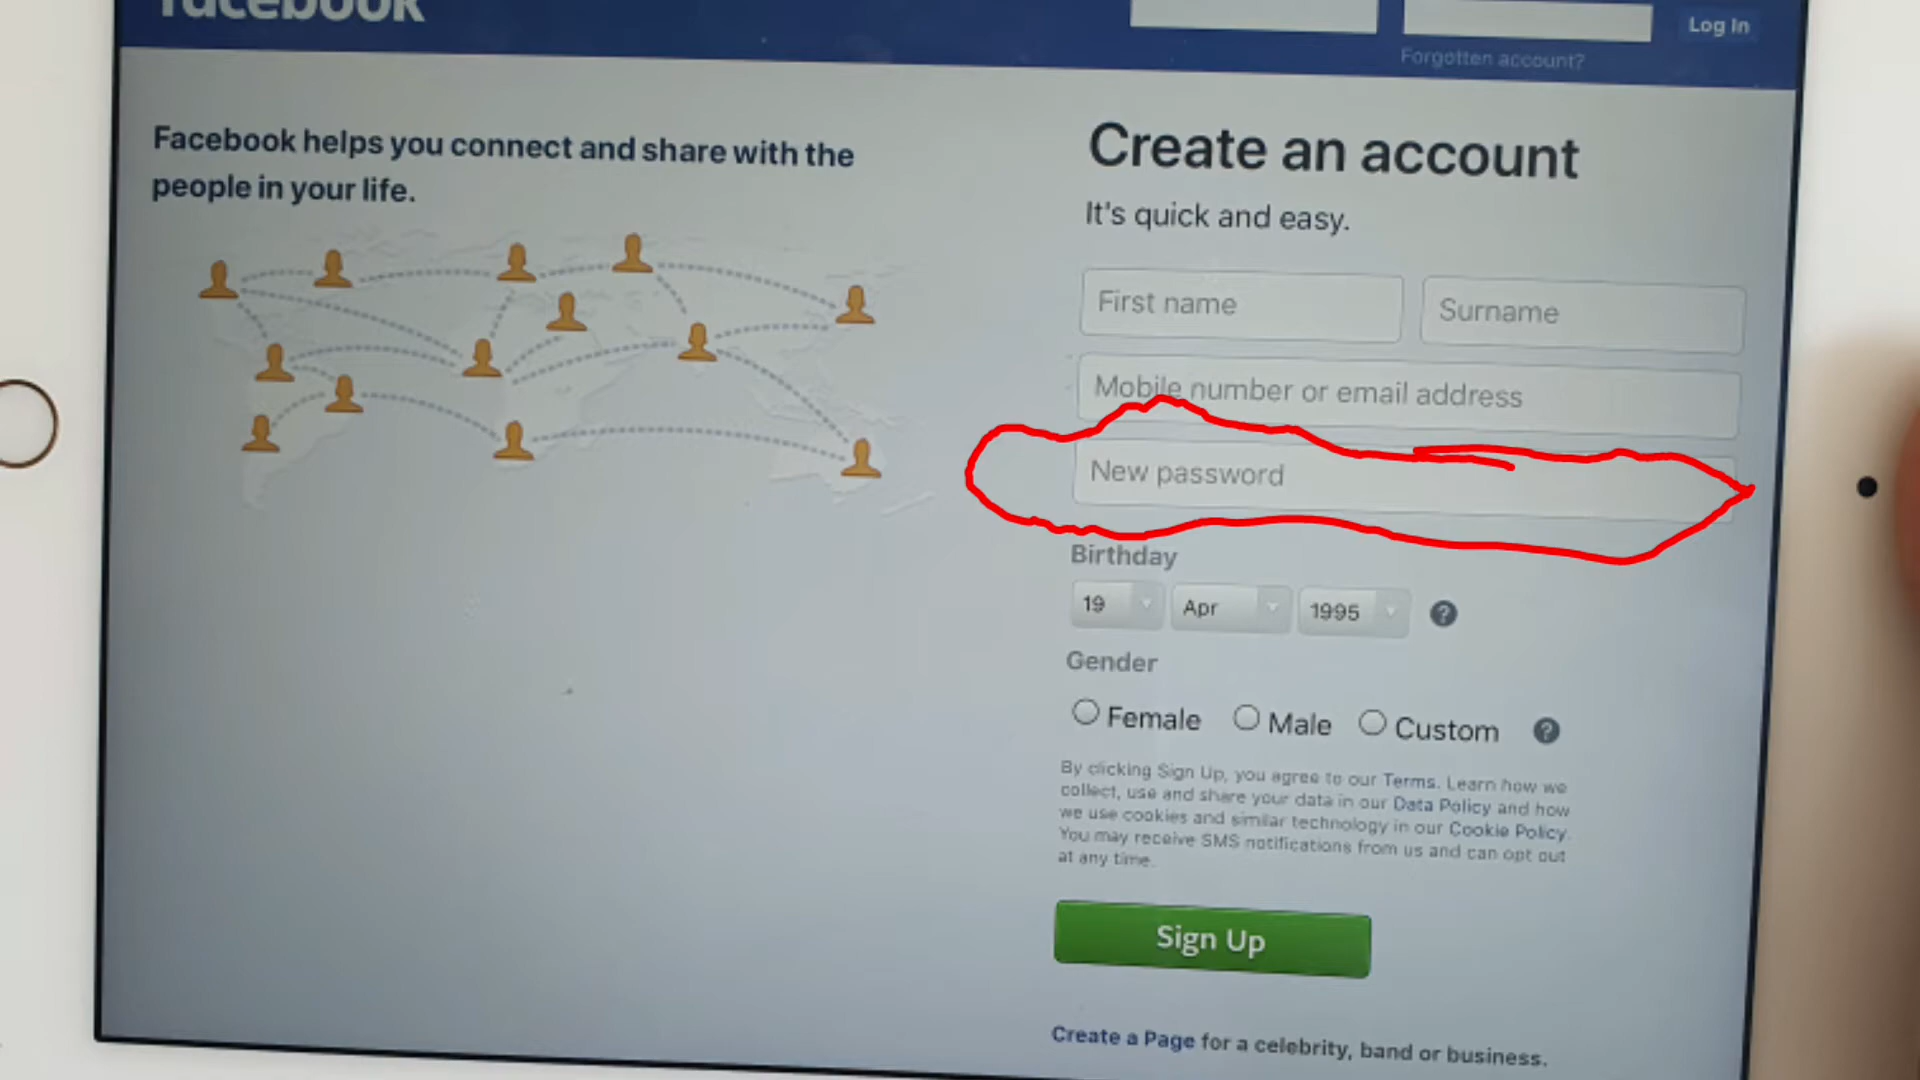 facebook
Log In
Forgotten account?
Facebook helps you connect and share with the
people in your life.
Create an account
It's quick and easy.
First name
Surname
Mobile number or email address
New password
Birthday
19
Apr
1995
?
Gender
Female
Male
Custom
?
By clicking Sign Up, you agree to our Terms. Learn how we
collect, use and share your data in our Data Policy and how
we use cookies and similar technology in our Cookie Policy.
You may receive SMS notifications from us and can opt out
at any time.
Sign Up
Create a Page for a celebrity, band or business.